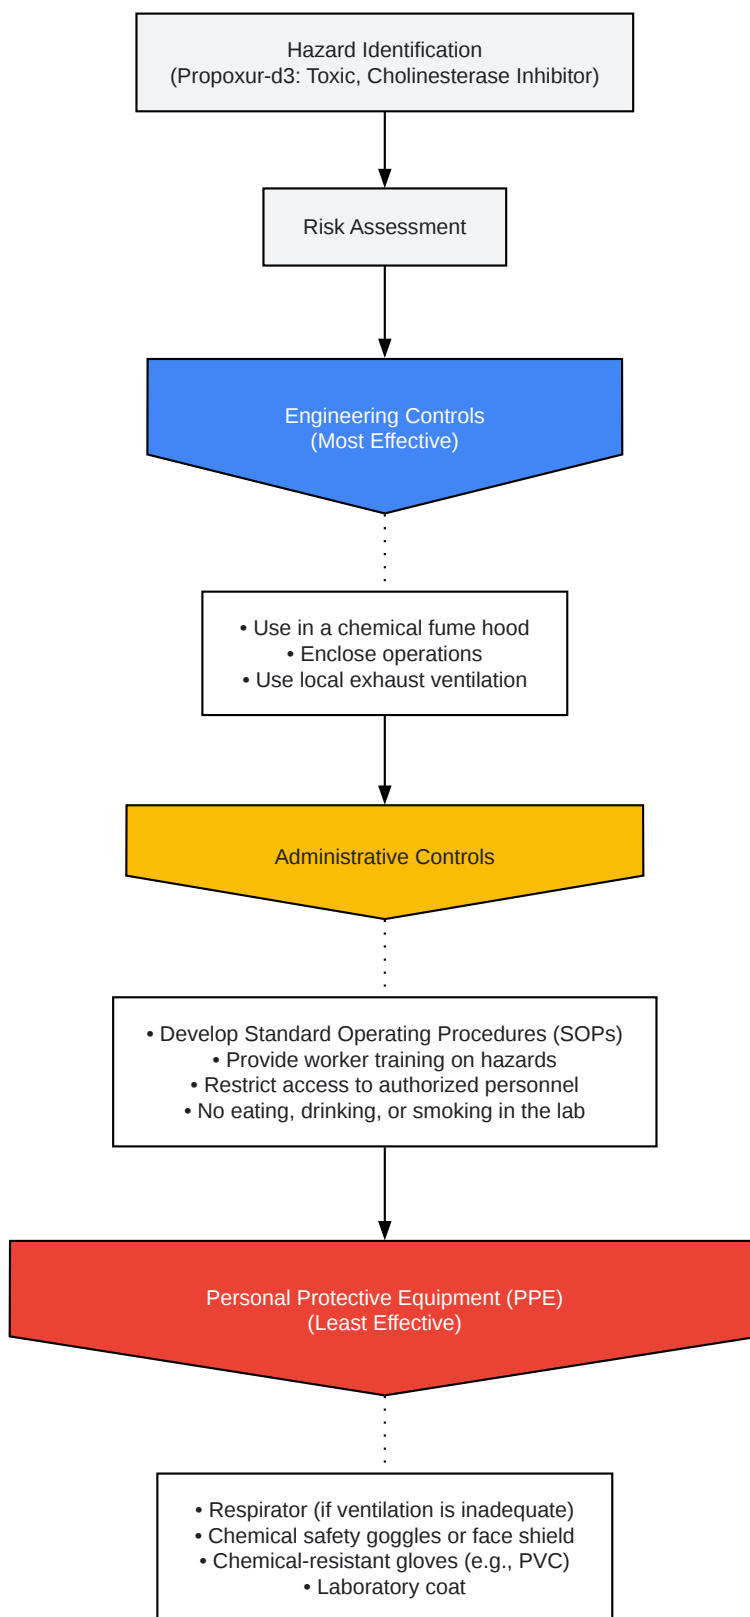 Hazard Identification
(Propoxur-d3: Toxic, Cholinesterase Inhibitor)
Risk Assessment
Engineering Controls
(Most Effective)
• Use in a chemical fume hood
• Enclose operations
• Use local exhaust ventilation
Administrative Controls
• Develop Standard Operating Procedures (SOPs)
• Provide worker training on hazards
• Restrict access to authorized personnel
• No eating, drinking, or smoking in the lab
Personal Protective Equipment (PPE)
(Least Effective)
• Respirator (if ventilation is inadequate)
• Chemical safety goggles or face shield
• Chemical-resistant gloves (e.g., PVC)
• Laboratory coat